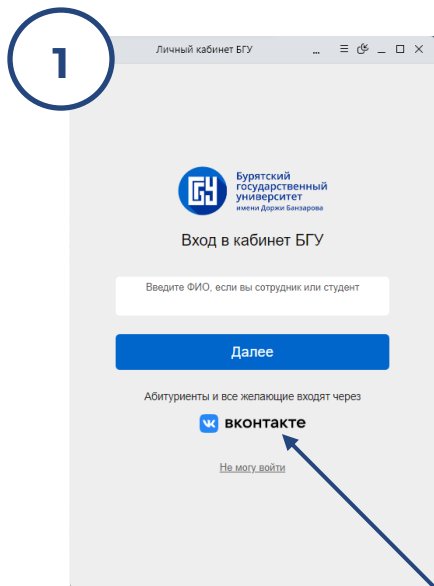 1
Личный кабинет БГУ
...
БГУ
Бурятский
государственный
университет
имени Доржи Банзарова
Вход в кабинет БГУ
Введите ФИО, если вы сотрудник или студент
Далее
Абитуриенты и все желающие входят через
вконтакте
Не могу войти